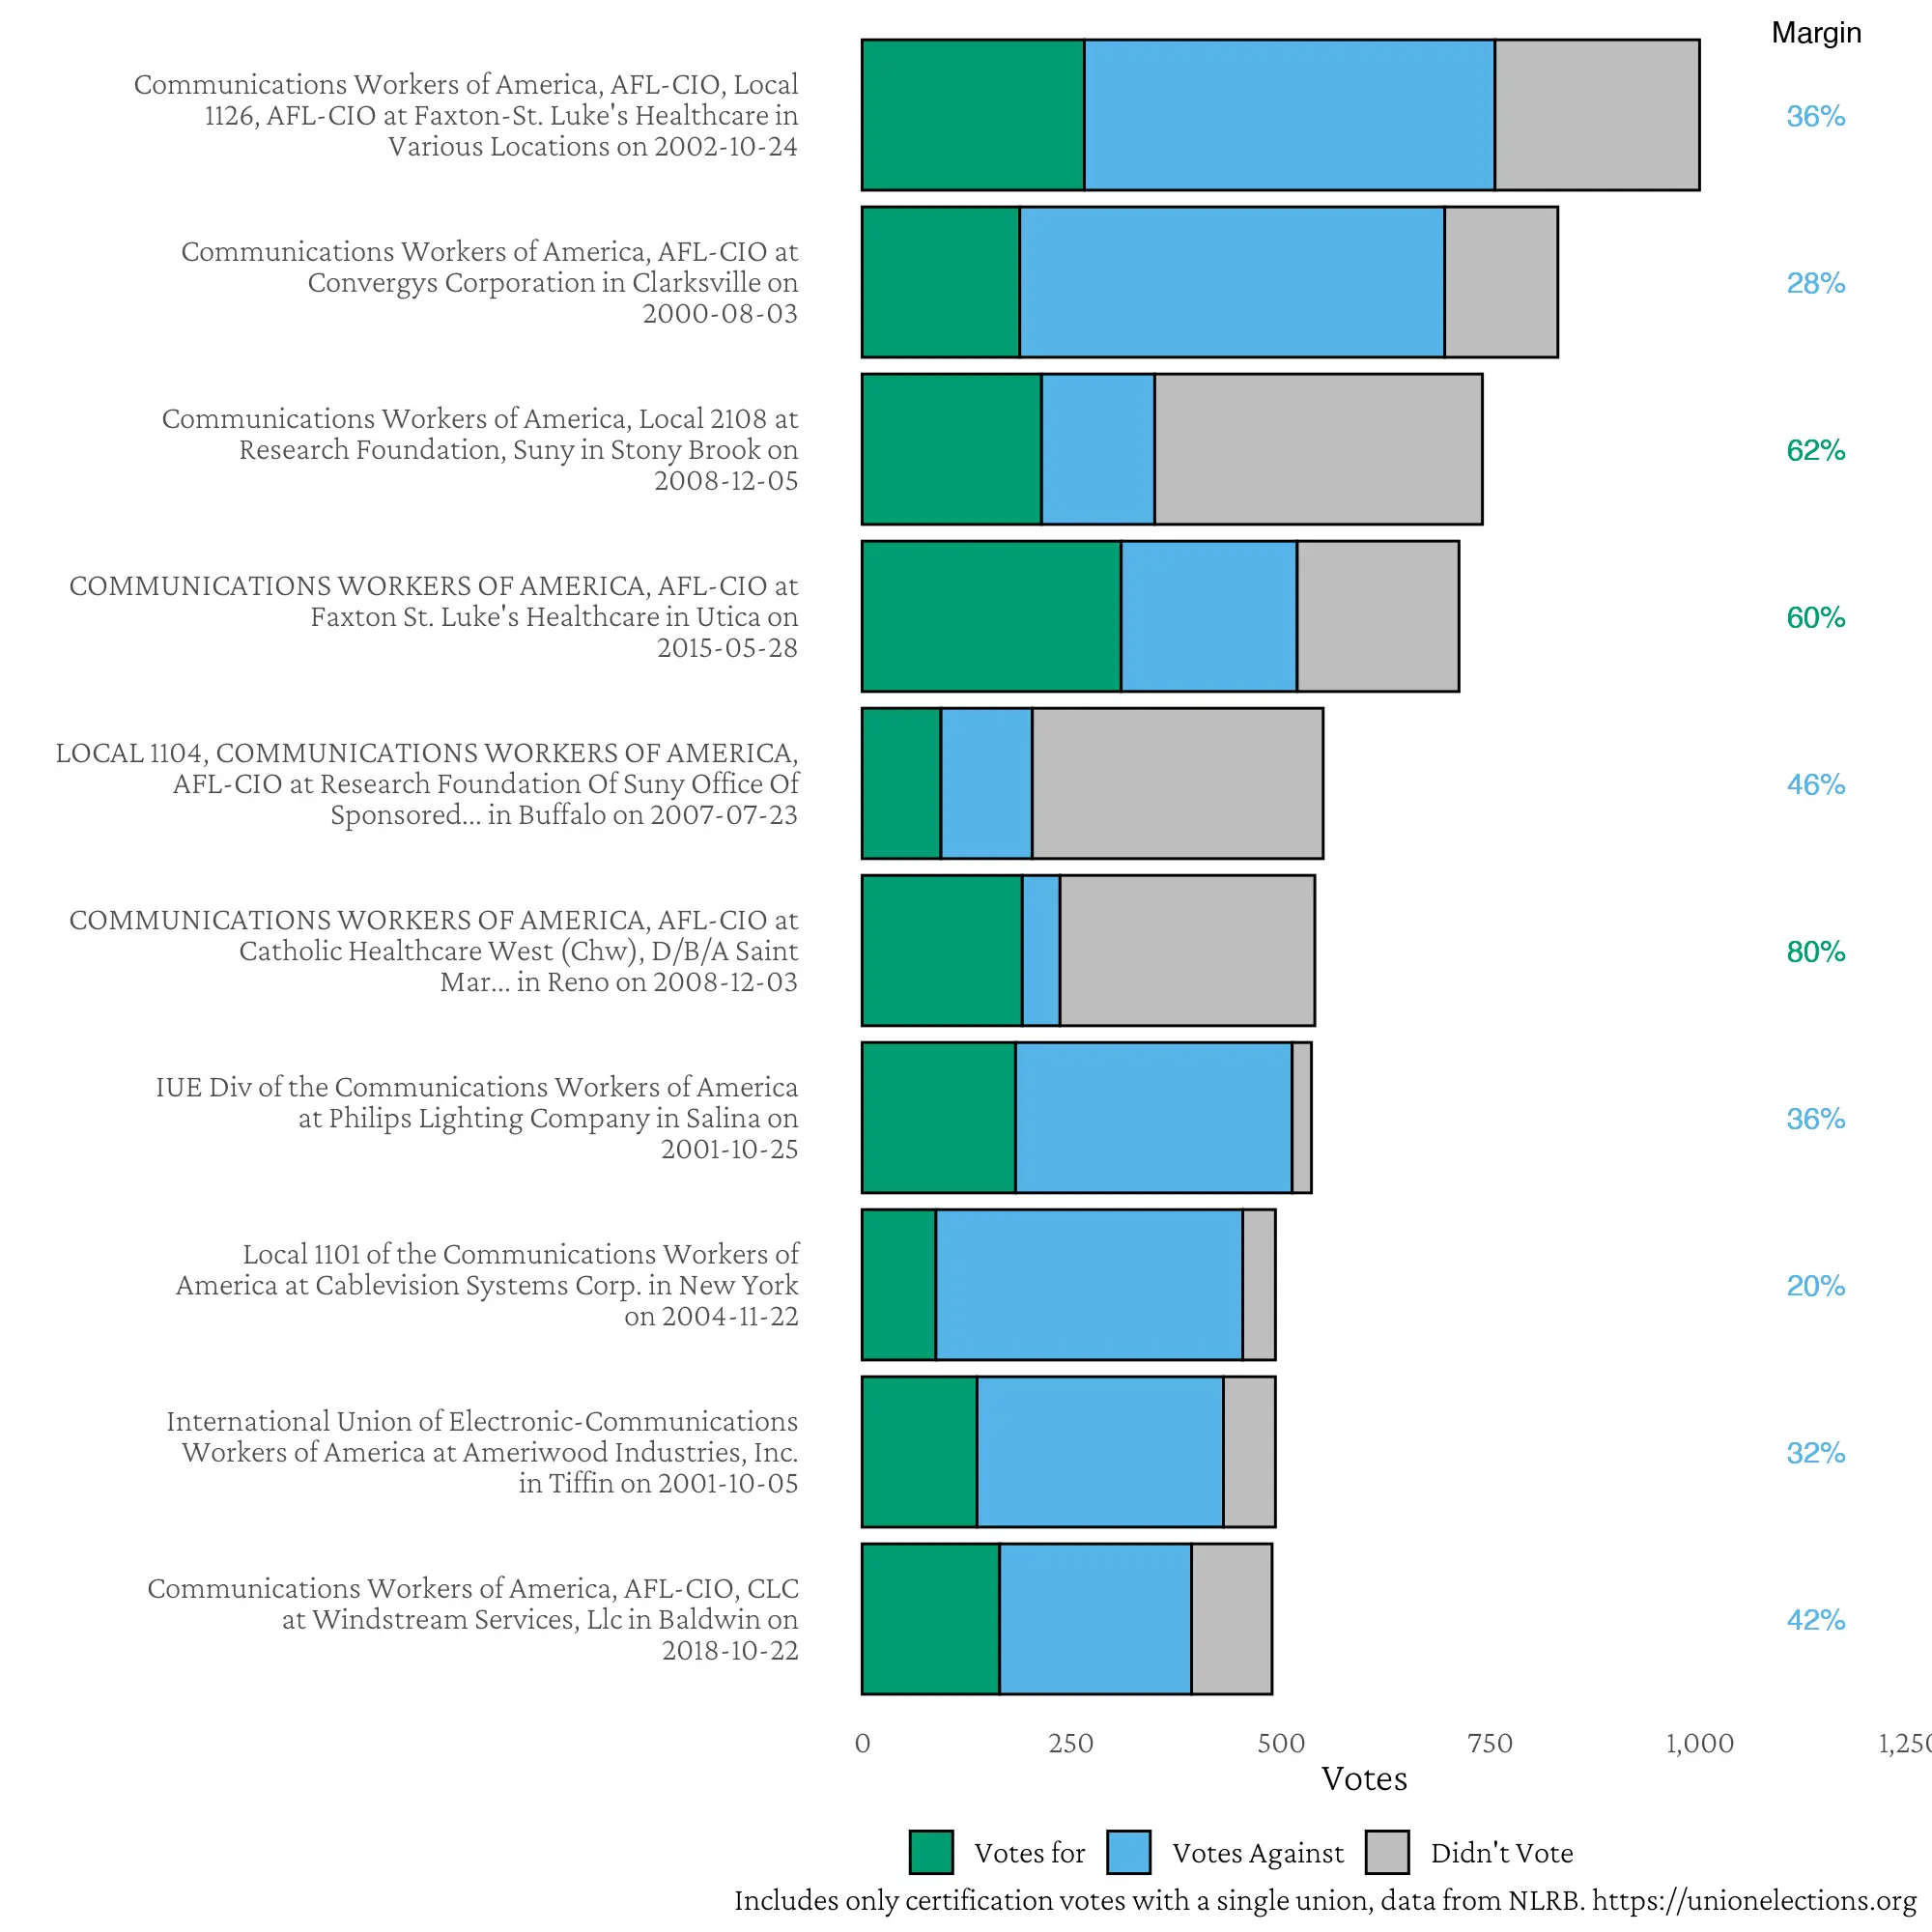 Margin
Communications Workers of America, AFL-CIO, Local
1126, AFL-CIO at Faxton-St. Luke's Healthcare in
Various Locations on 2002-10-24
36%
Communications Workers of America, AFL-CIO at
Convergys Corporation in Clarksville on
2000-08-03
28%
Communications Workers of America, Local 2108 at
Research Foundation, Suny in Stony Brook on
2008-12-05
62%
COMMUNICATIONS WORKERS OF AMERICA, AFL-CIO at
Faxton St. Luke's Healthcare in Utica on
2015-05-28
60%
LOCAL 1104, COMMUNICATIONS WORKERS OF AMERICA,
AFL-CIO at Research Foundation Of Suny Office Of
Sponsored... in Buffalo on 2007-07-23
46%
COMMUNICATIONS WORKERS OF AMERICA, AFL-CIO at
Catholic Healthcare West (Chw), D/B/A Saint
Mar... in Reno on 2008-12-03
80%
IUE Div of the Communications Workers of America
at Philips Lighting Company in Salina on
2001-10-25
36%
Local 1101 of the Communications Workers of
America at Cablevision Systems Corp. in New York
on 2004-11-22
20%
International Union of Electronic-Communications
Workers of America at Ameriwood Industries, Inc.
in Tiffin on 2001-10-05
32%
Communications Workers of America, AFL-CIO, CLC
at Windstream Services, Llc in Baldwin on
2018-10-22
42%
0 250 500 750 1,000 1,250
Votes
Votes for Votes Against Didn't Vote
Includes only certification votes with a single union, data from NLRB. https://unionelections.org